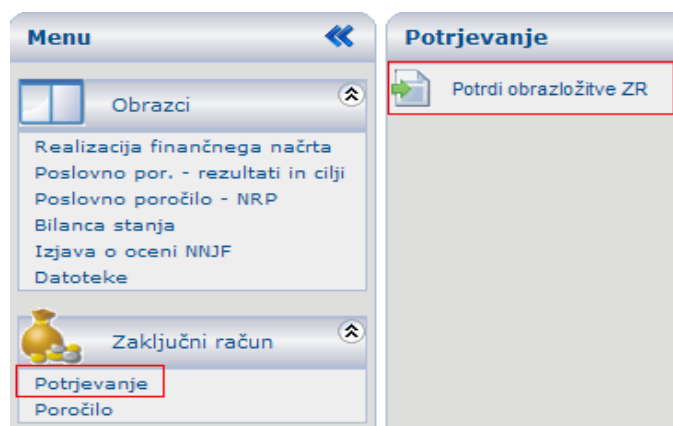 Menu
Obrazci
Realizacija finančnega načrta
Poslovno por. - rezultati in cilji
Poslovno poročilo - NRP
Bilanca stanja
Izjava o oceni NNJF
Datoteke
Zaključni račun
Potrjevanje
Poročilo
Potrjevanje
Potrdi obrazložitve ZR